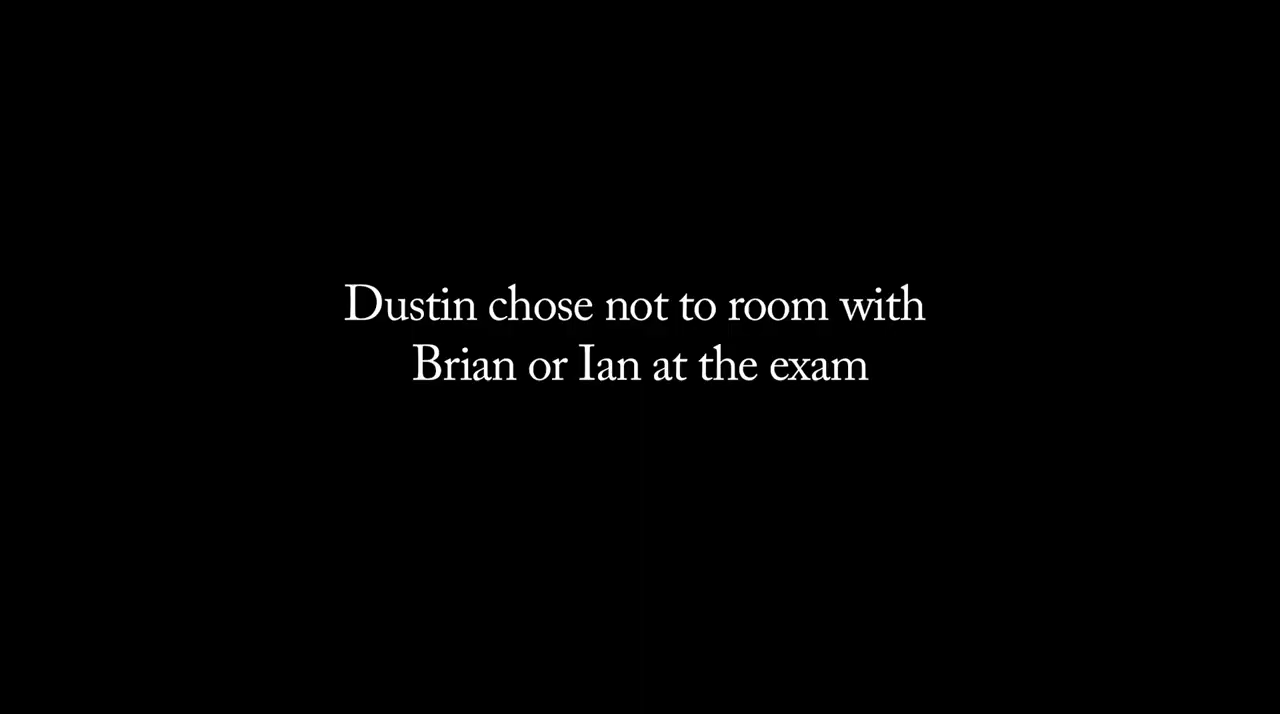 Dustin chose not to room with
Brian or Ian at the exam